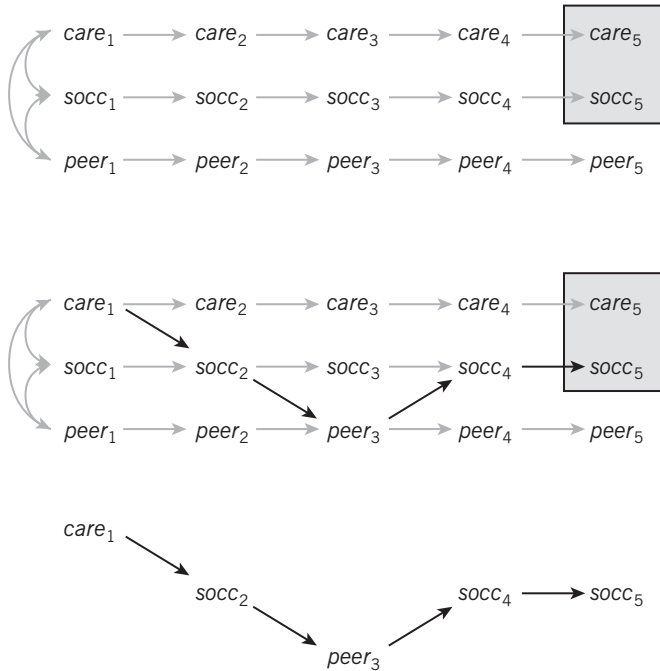 care₁ care₂ care₃ care₄ care₅
socc₁ socc₂ socc₃ socc₄ socc₅
peer₁ peer₂ peer₃ peer₄ peer₅
care₁ care₂ care₃ care₄ care₅
socc₁ socc₂ socc₃ socc₄ socc₅
peer₁ peer₂ peer₃ peer₄ peer₅
care₁
socc₂ socc₄ socc₅
peer₃